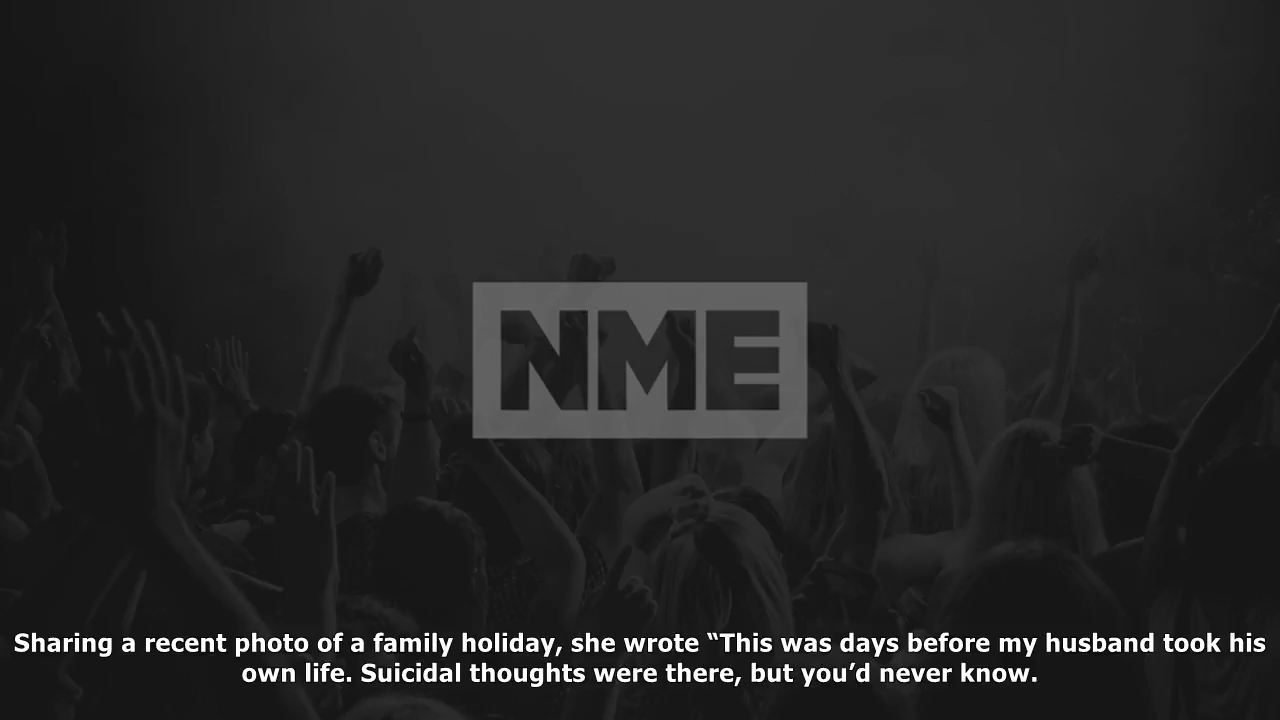 NME
Sharing a recent photo of a family holiday, she wrote “This was days before my husband took his
own life. Suicidal thoughts were there, but you’d never know.